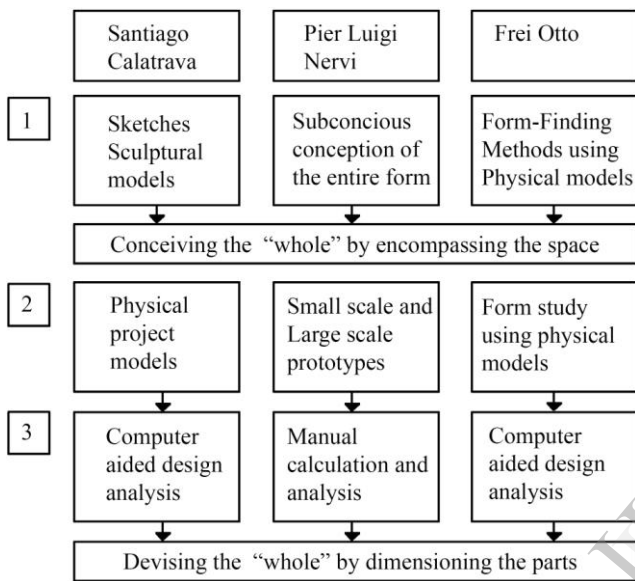 Santiago
Calatrava
Pier Luigi
Nervi
Frei Otto
1
Sketches
Sculptural
models
Subconcious
conception of
the entire form
Form-Finding
Methods using
Physical models
Conceiving the “whole” by encompassing the space
2
Physical
project
models
Small scale and
Large scale
prototypes
Form study
using physical
models
3
Computer
aided design
analysis
Manual
calculation and
analysis
Computer
aided design
analysis
Devising the “whole” by dimensioning the parts